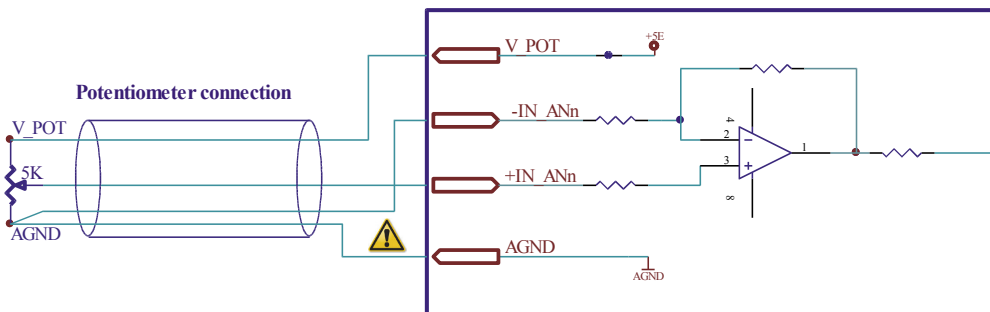 V_POT
+5E
Potentiometer connection
V_POT
-IN_ANn
4
2
1
5K
3
+IN_ANn
8
AGND
AGND
AGND